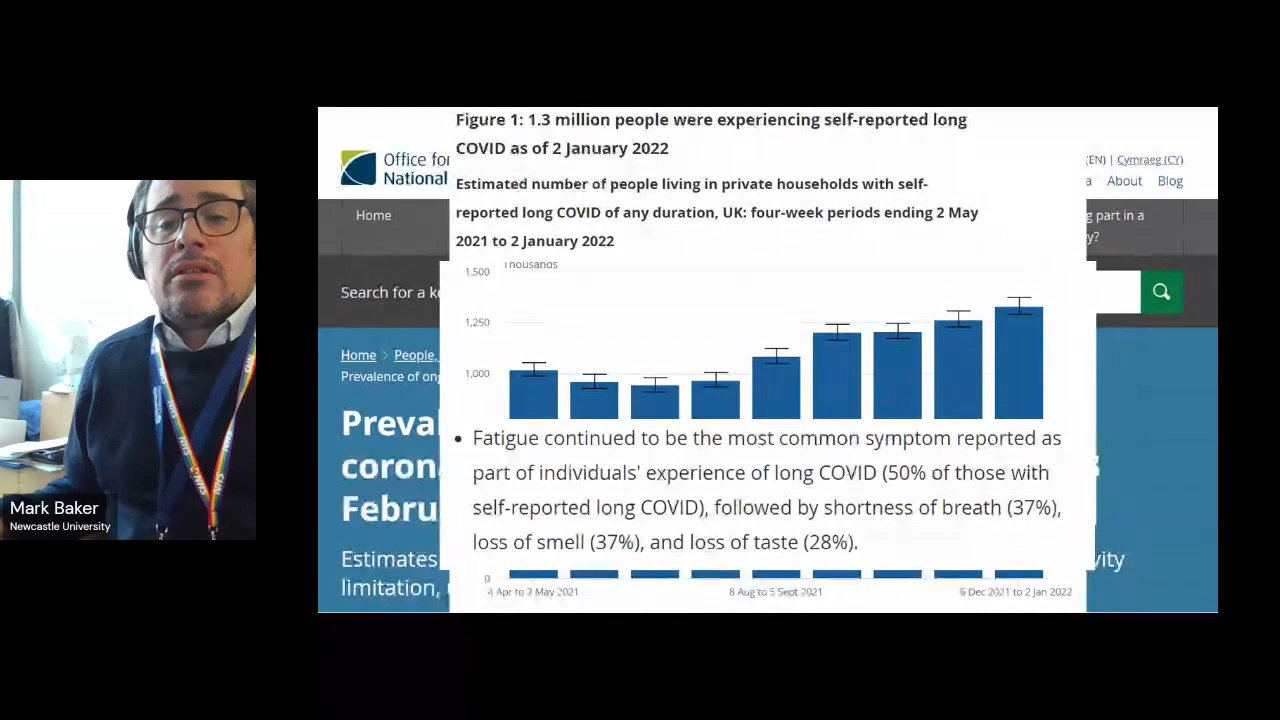 Figure 1: 1.3 million people were experiencing self-reported long
COVID as of 2 January 2022
Office for
National
(EN) | Cymraeg (CY)
About Blog
Estimated number of people living in private households with self-
reported long COVID of any duration, UK: four-week periods ending 2 May
2021 to 2 January 2022
Home
part in a
Search for a
Thousands
1,500
1,250
1,000
Home > People,
Prevalence of
Fatigue continued to be the most common symptom reported as
part of individuals' experience of long COVID (50% of those with
self-reported long COVID), followed by shortness of breath (37%),
loss of smell (37%), and loss of taste (28%).
Estimates
limitation,
0
4 Apr to 2 May 2021
8 Aug to 5 Sept 2021
6 Dec 2021 to 2 Jan 2022
NHS
NHS
NHS
NHS
NHS
Mark Baker
Newcastle University